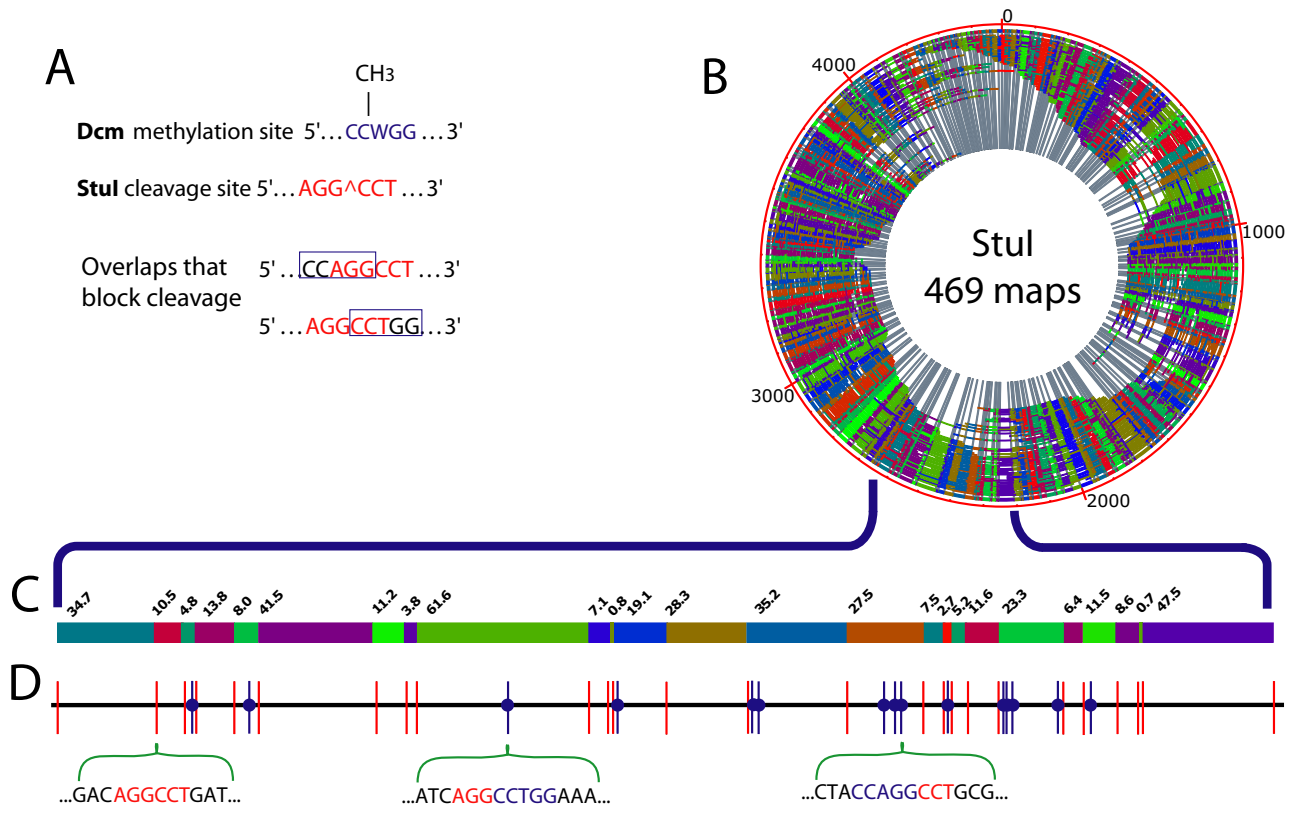 A
CH3
Dcm methylation site 5'...CCWGG...3'
StuI cleavage site 5'...AGG^CCT...3'
Overlaps that
block cleavage
5'...CCAGGCCT...3'
5'...AGGCCTGG...3'
B
0
1000
2000
3000
4000
StuI
469 maps
C
34.7 10.5 4.8 13.8 8.0 41.5 11.2 3.8 61.6 7.1 0.8 19.1 28.3 35.2 27.5 7.5 2.7 5.2 11.6 23.3 6.4 11.5 8.6 0.7 47.5
D
...GACAGGCCTGAT...
...ATCAGGCCTGGAAA...
...CTACCAGGCCTGCG...